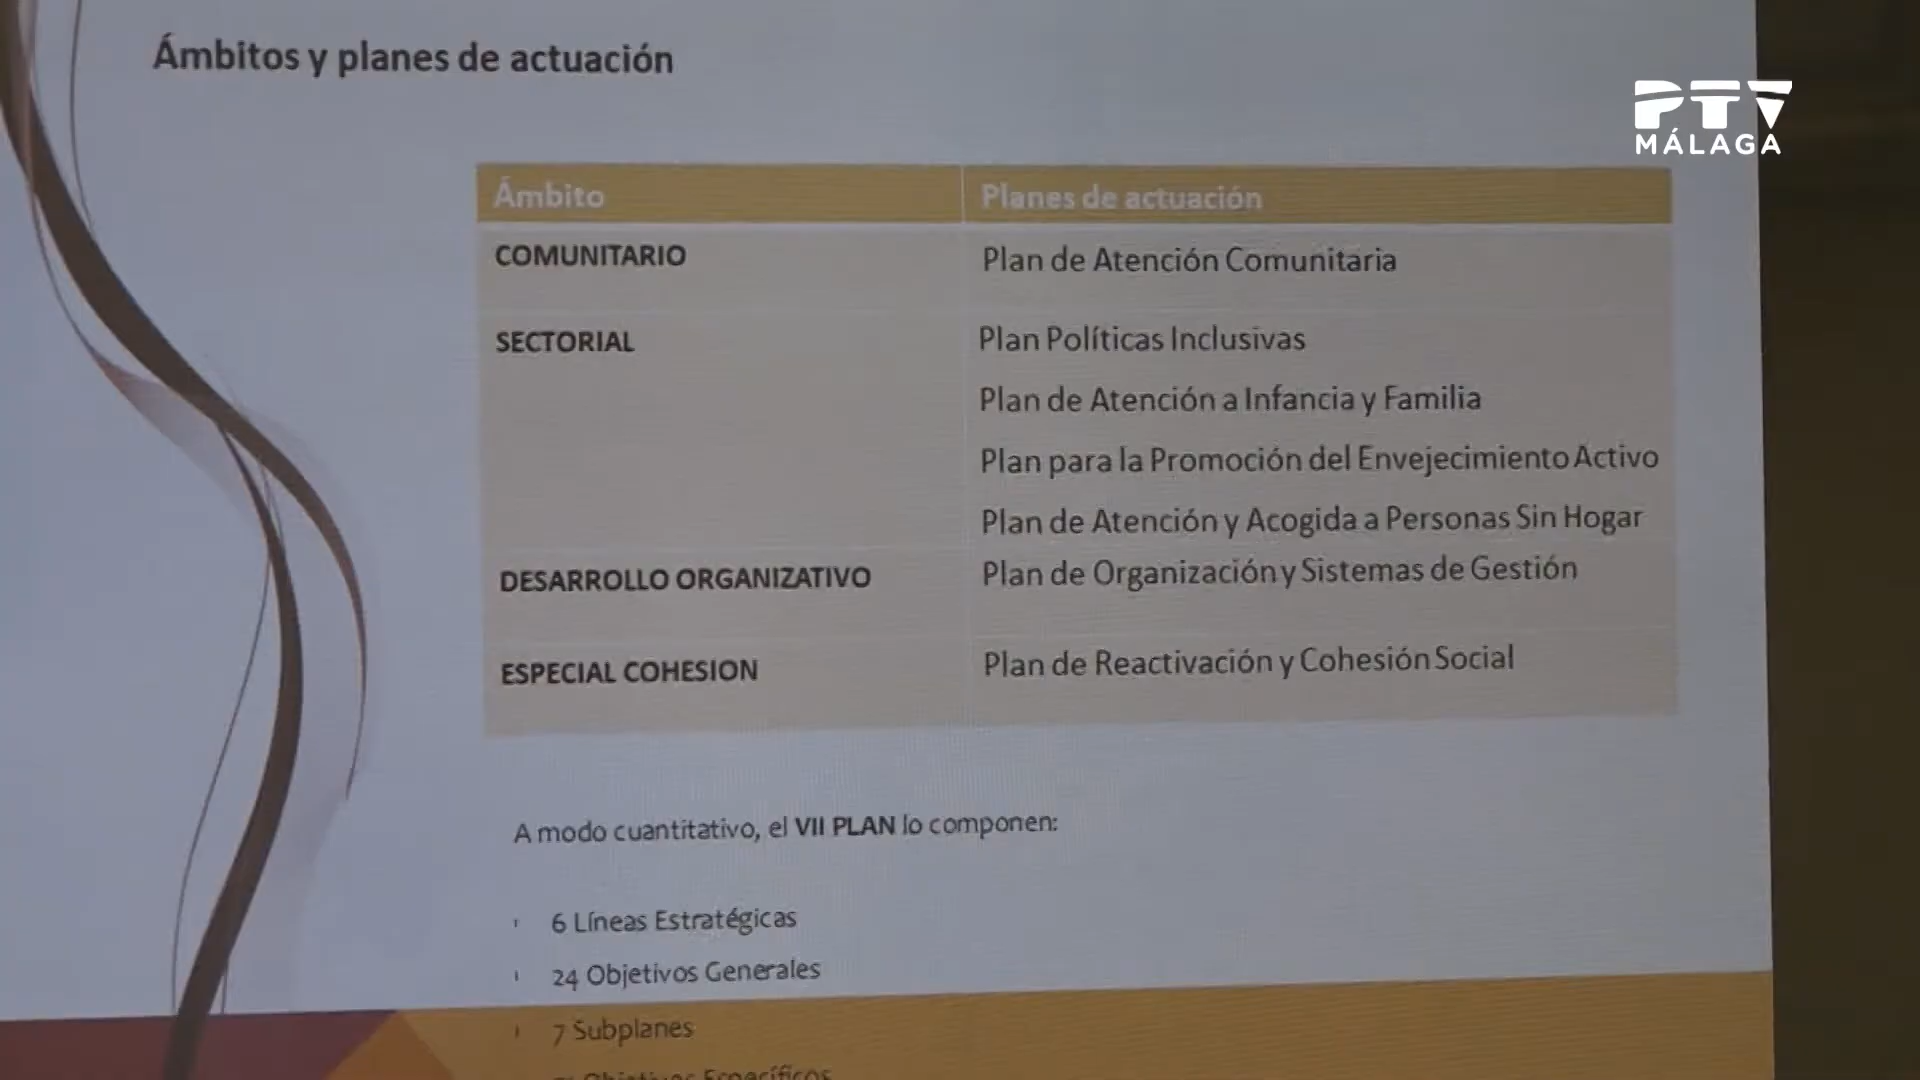 Ámbitos y planes de actuación
PTV
MÁLAGA
Ámbito
Planes de actuación
COMUNITARIO
Plan de Atención Comunitaria
SECTORIAL
Plan Políticas Inclusivas
Plan de Atención a Infancia y Familia
Plan para la Promoción del Envejecimiento Activo
Plan de Atención y Acogida a Personas Sin Hogar
DESARROLLO ORGANIZATIVO
Plan de Organización y Sistemas de Gestión
ESPECIAL COHESION
Plan de Reactivación y Cohesión Social
A modo cuantitativo, el VII PLAN lo componen:
6 Líneas Estratégicas
24 Objetivos Generales
7 Subplanes
Objetivos Específicos